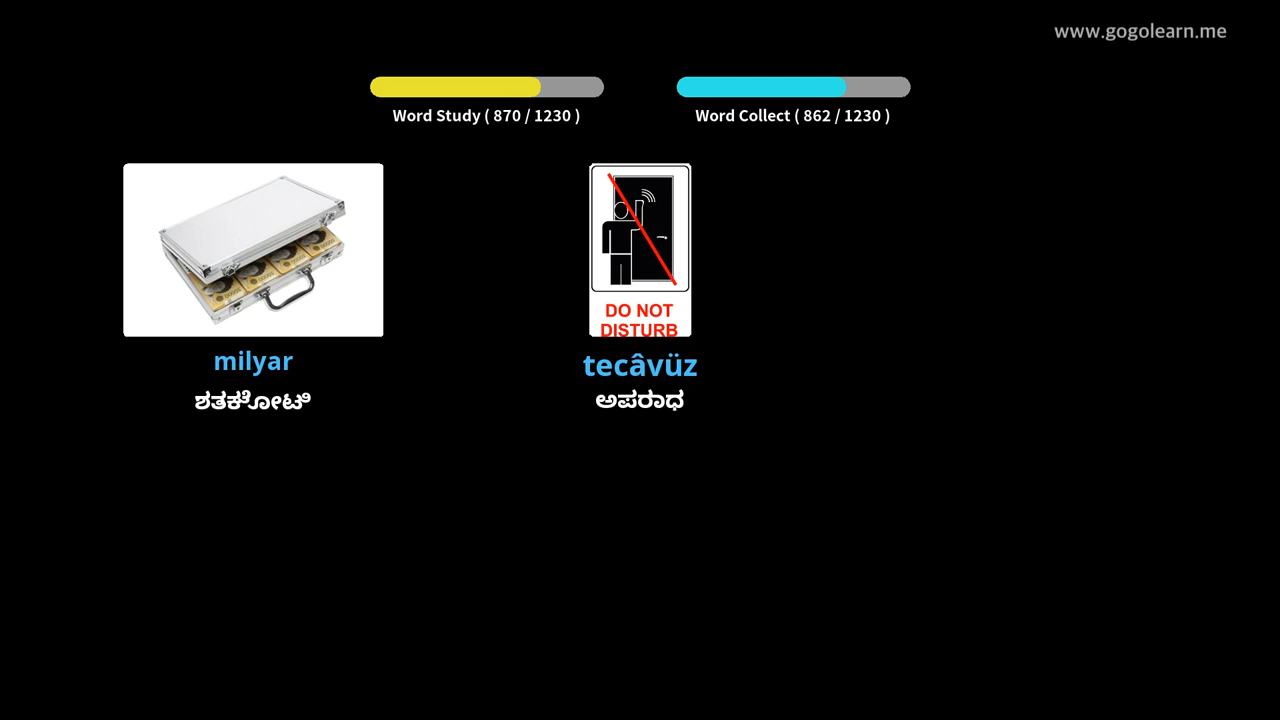 www.gogolearn.me
Word Study ( 870 / 1230 )
Word Collect ( 862 / 1230 )
DO NOT
DISTURB
milyar
tecâvüz
ಶತಕೋಟಿ
ಅಪರಾಧ